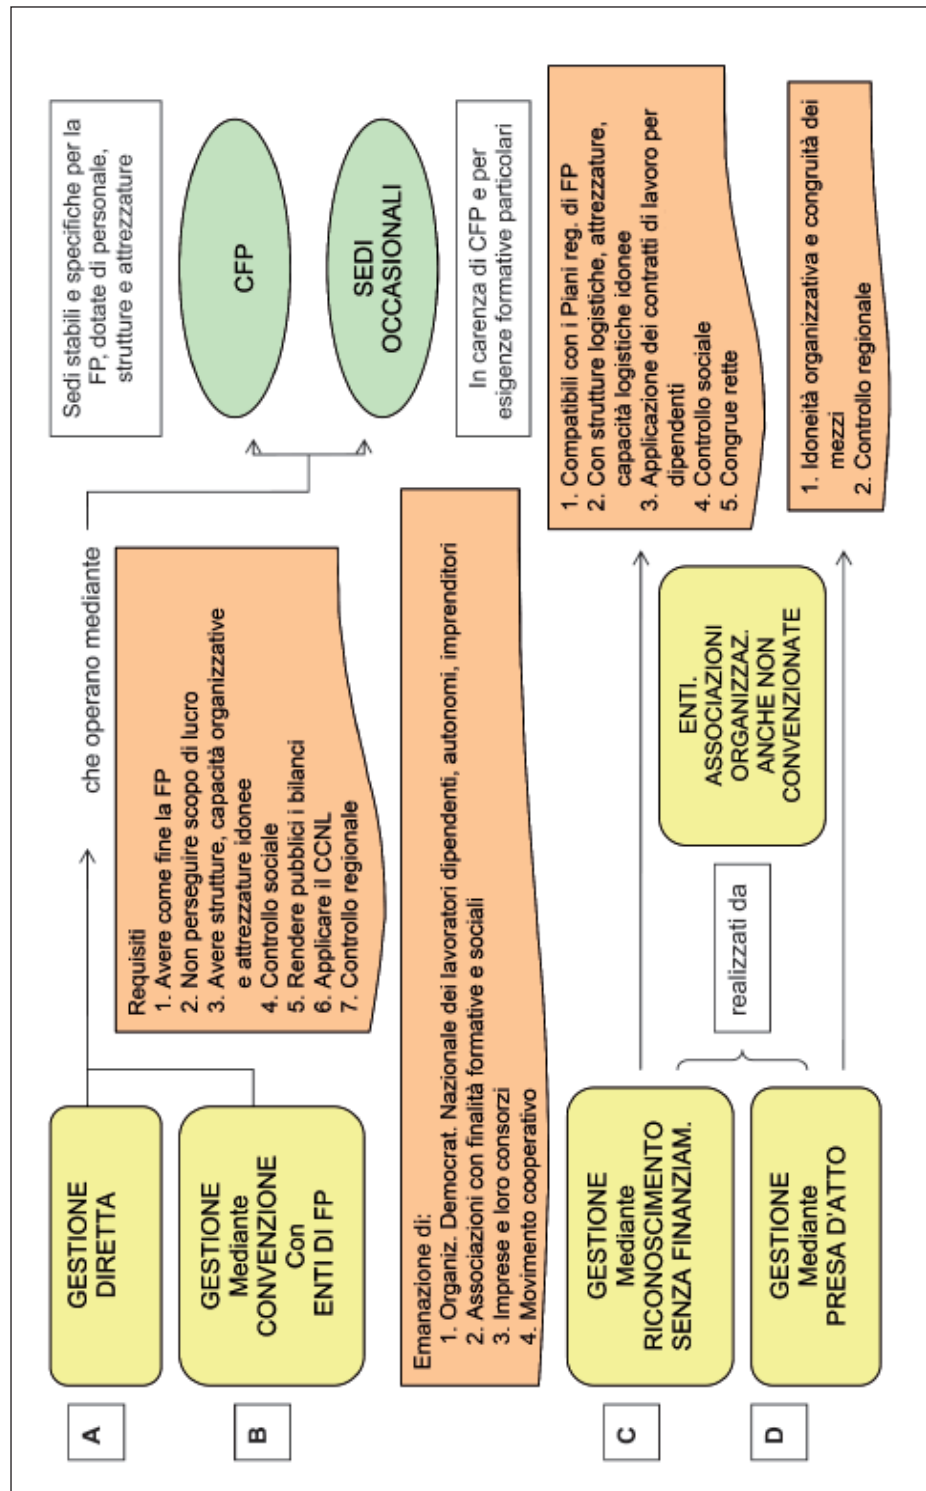 A
GESTIONE
DIRETTA
che operano mediante
Sedi stabili e specifiche per la
FP, dotate di personale,
strutture e attrezzature
B
GESTIONE
Mediante
CONVENZIONE
Con
ENTI DI FP
Requisiti
1. Avere come fine la FP
2. Non perseguire scopo di lucro
3. Avere strutture, capacità organizzative
e attrezzature idonee
4. Controllo sociale
5. Rendere pubblici i bilanci
6. Applicare il CCNL
7. Controllo regionale
CFP
SEDI
OCCASIONALI
In carenza di CFP e per
esigenze formative particolari
Emanazione di:
1. Organiz. Democrat. Nazionale dei lavoratori dipendenti, autonomi, imprenditori
2. Associazioni con finalità formative e sociali
3. Imprese e loro consorzi
4. Movimento cooperativo
C
GESTIONE
Mediante
RICONOSCIMENTO
SENZA FINANZIAM.
1. Compatibili con i Piani reg. di FP
2. Con strutture logistiche, attrezzature,
capacità logistiche idonee
3. Applicazione dei contratti di lavoro per
dipendenti
4. Controllo sociale
5. Congrue rette
realizzati da
ENTI.
ASSOCIAZIONI
ORGANIZZAZ.
ANCHE NON
CONVENZIONATE
D
GESTIONE
Mediante
PRESA D'ATTO
1. Idoneità organizzativa e congruità dei
mezzi
2. Controllo regionale